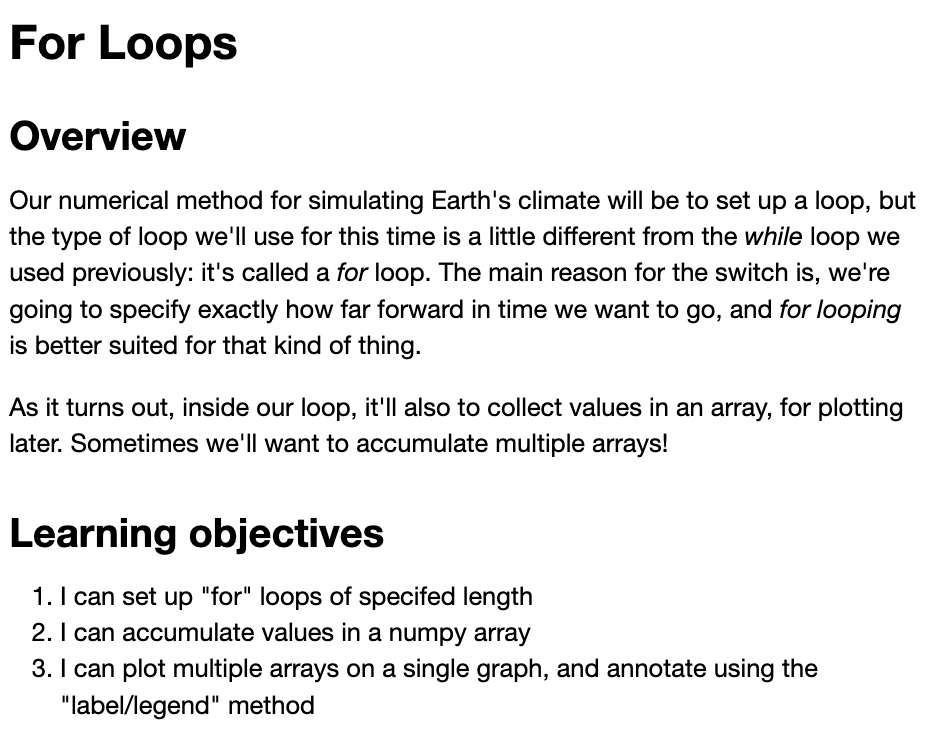 For Loops
Overview
Our numerical method for simulating Earth's climate will be to set up a loop, but
the type of loop we'll use for this time is a little different from the while loop we
used previously: it's called a for loop. The main reason for the switch is, we're
going to specify exactly how far forward in time we want to go, and for looping
is better suited for that kind of thing.
As it turns out, inside our loop, it'll also to collect values in an array, for plotting
later. Sometimes we'll want to accumulate multiple arrays!
Learning objectives
1. I can set up "for" loops of specifed length
2. I can accumulate values in a numpy array
3. I can plot multiple arrays on a single graph, and annotate using the
"label/legend" method